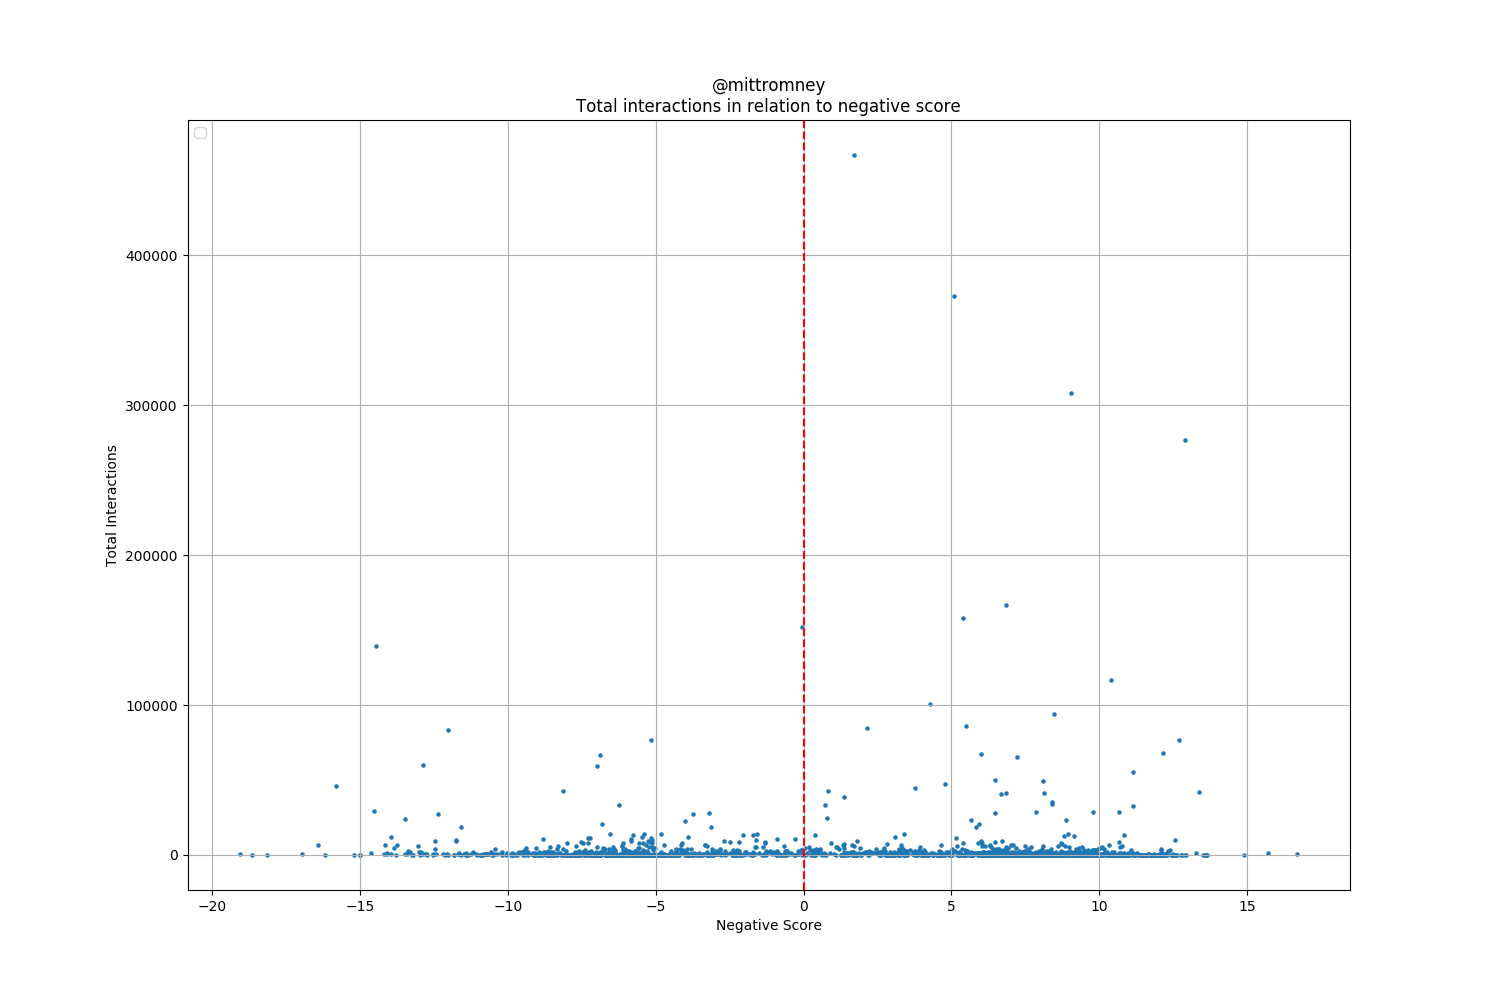 @mittromney
Total interactions in relation to negative score
400000
300000
200000
100000
0
Total Interactions
−20 −15 −10 −5 0 5 10 15
Negative Score